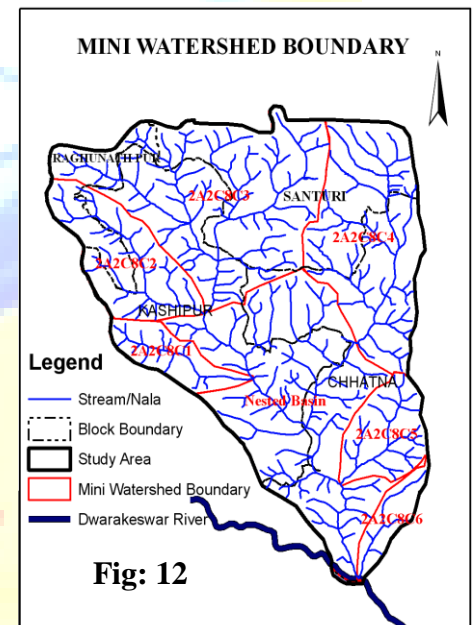 MINI WATERSHED BOUNDARY
N
RAGHUNATHPUR
2A2C8C3
SANTURI
2A2C8C4
2A2C8C2
KASHIPUR
2A2C8C1
CHHATNA
Nested Basin
2A2C8C5
2A2C8C6
Legend
Stream/Nala
Block Boundary
Study Area
Mini Watershed Boundary
Dwarakeswar River
Fig: 12